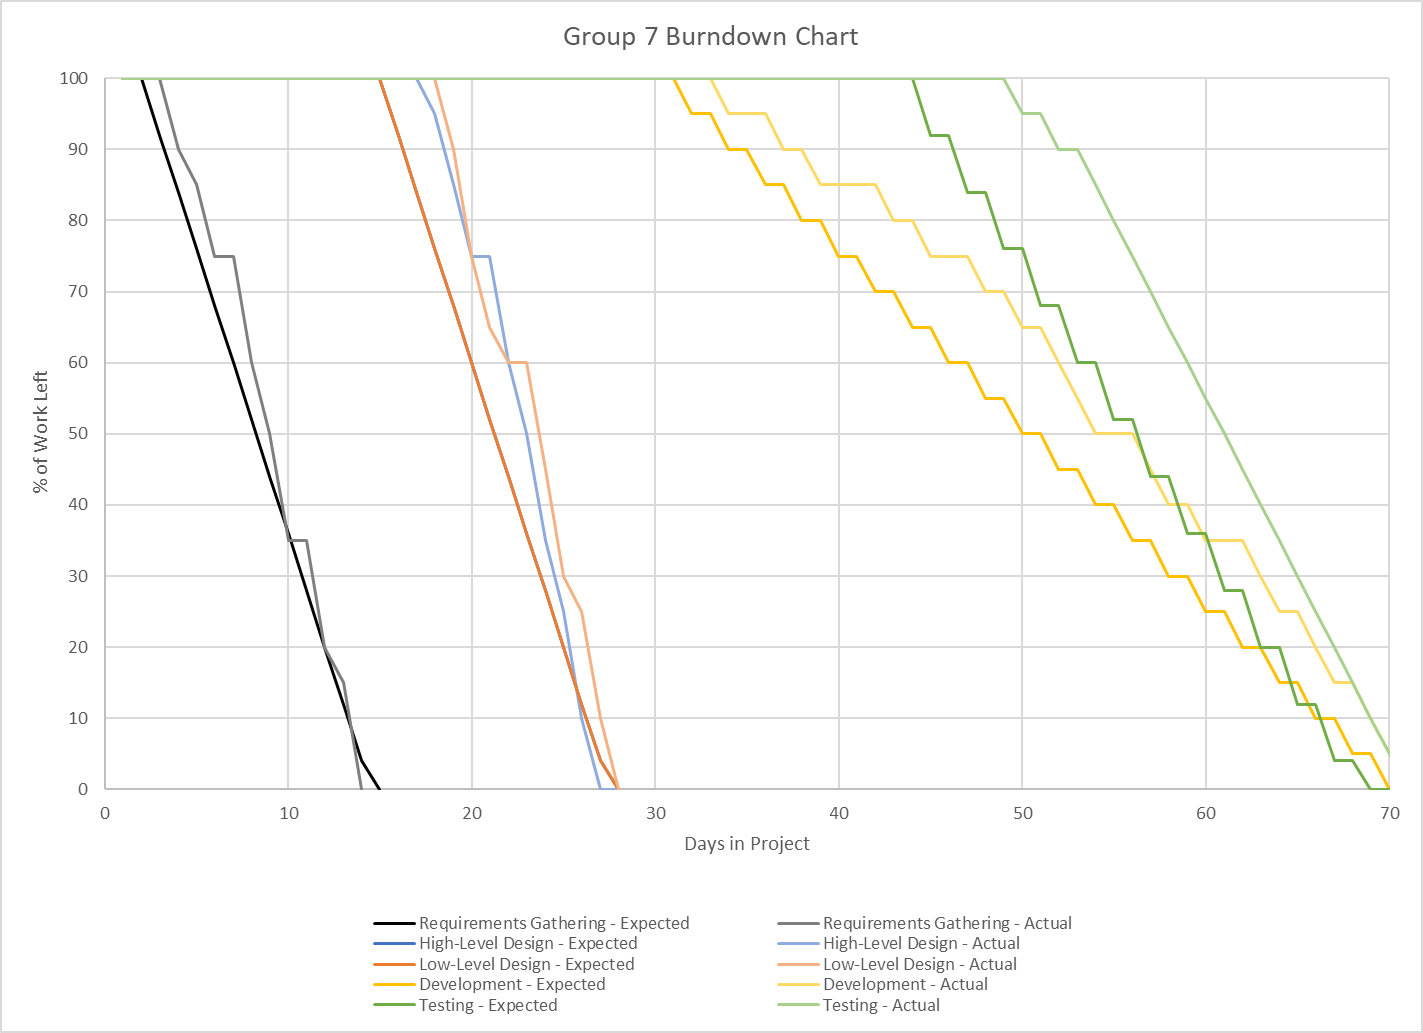 Group 7 Burndown Chart
100
90
80
70
60
50
40
30
20
10
0
% of Work Left
0 10 20 30 40 50 60 70
Days in Project
Requirements Gathering - Expected Requirements Gathering - Actual
High-Level Design - Expected High-Level Design - Actual
Low-Level Design - Expected Low-Level Design - Actual
Development - Expected Development - Actual
Testing - Expected Testing - Actual